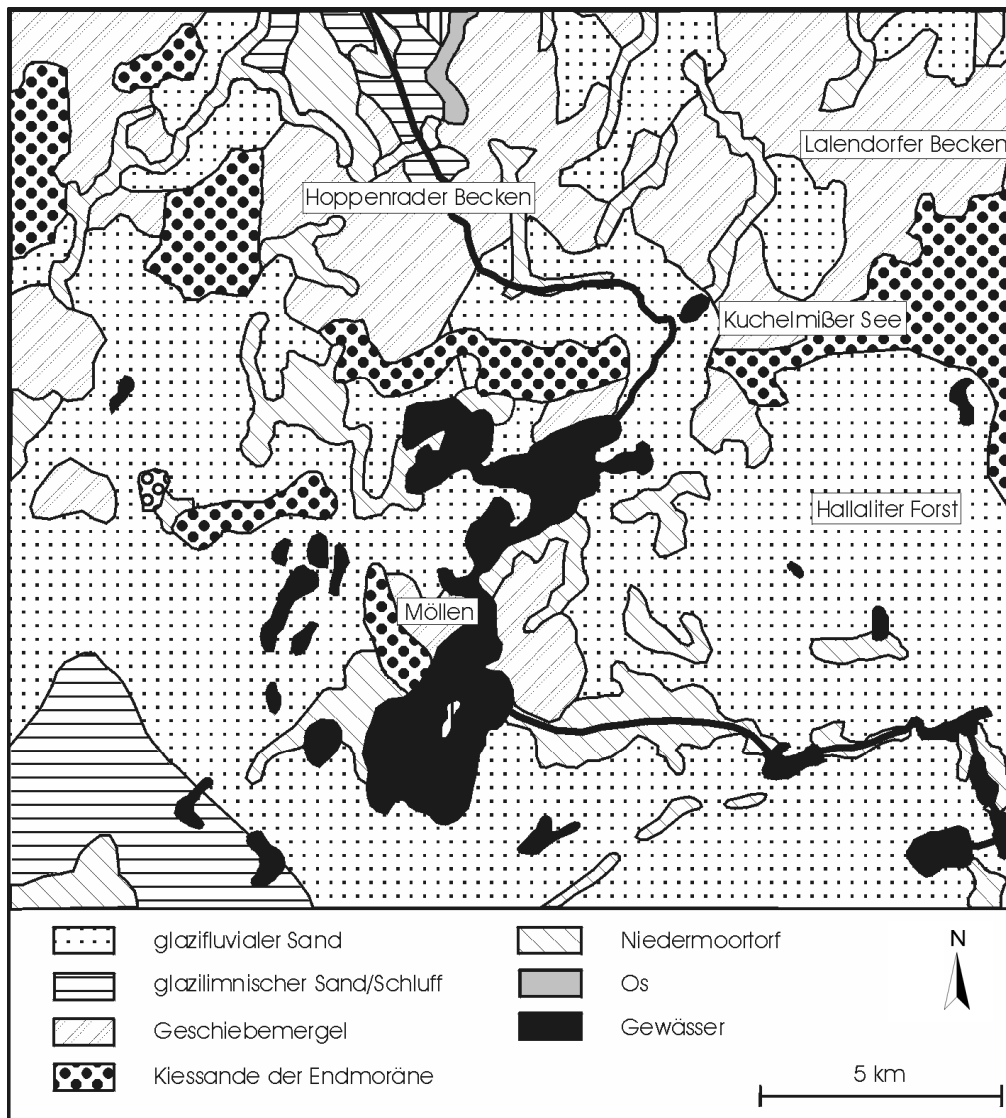 Lalendorfer Becken
Hoppenrader Becken
Kuchelmißer See
Hallaliter Forst
Möllen
glazifluvialer Sand
glazilimnischer Sand/Schluff
Geschiebemergel
Kiessande der Endmoräne
Niedermoortorf
Os
Gewässer
N
5 km